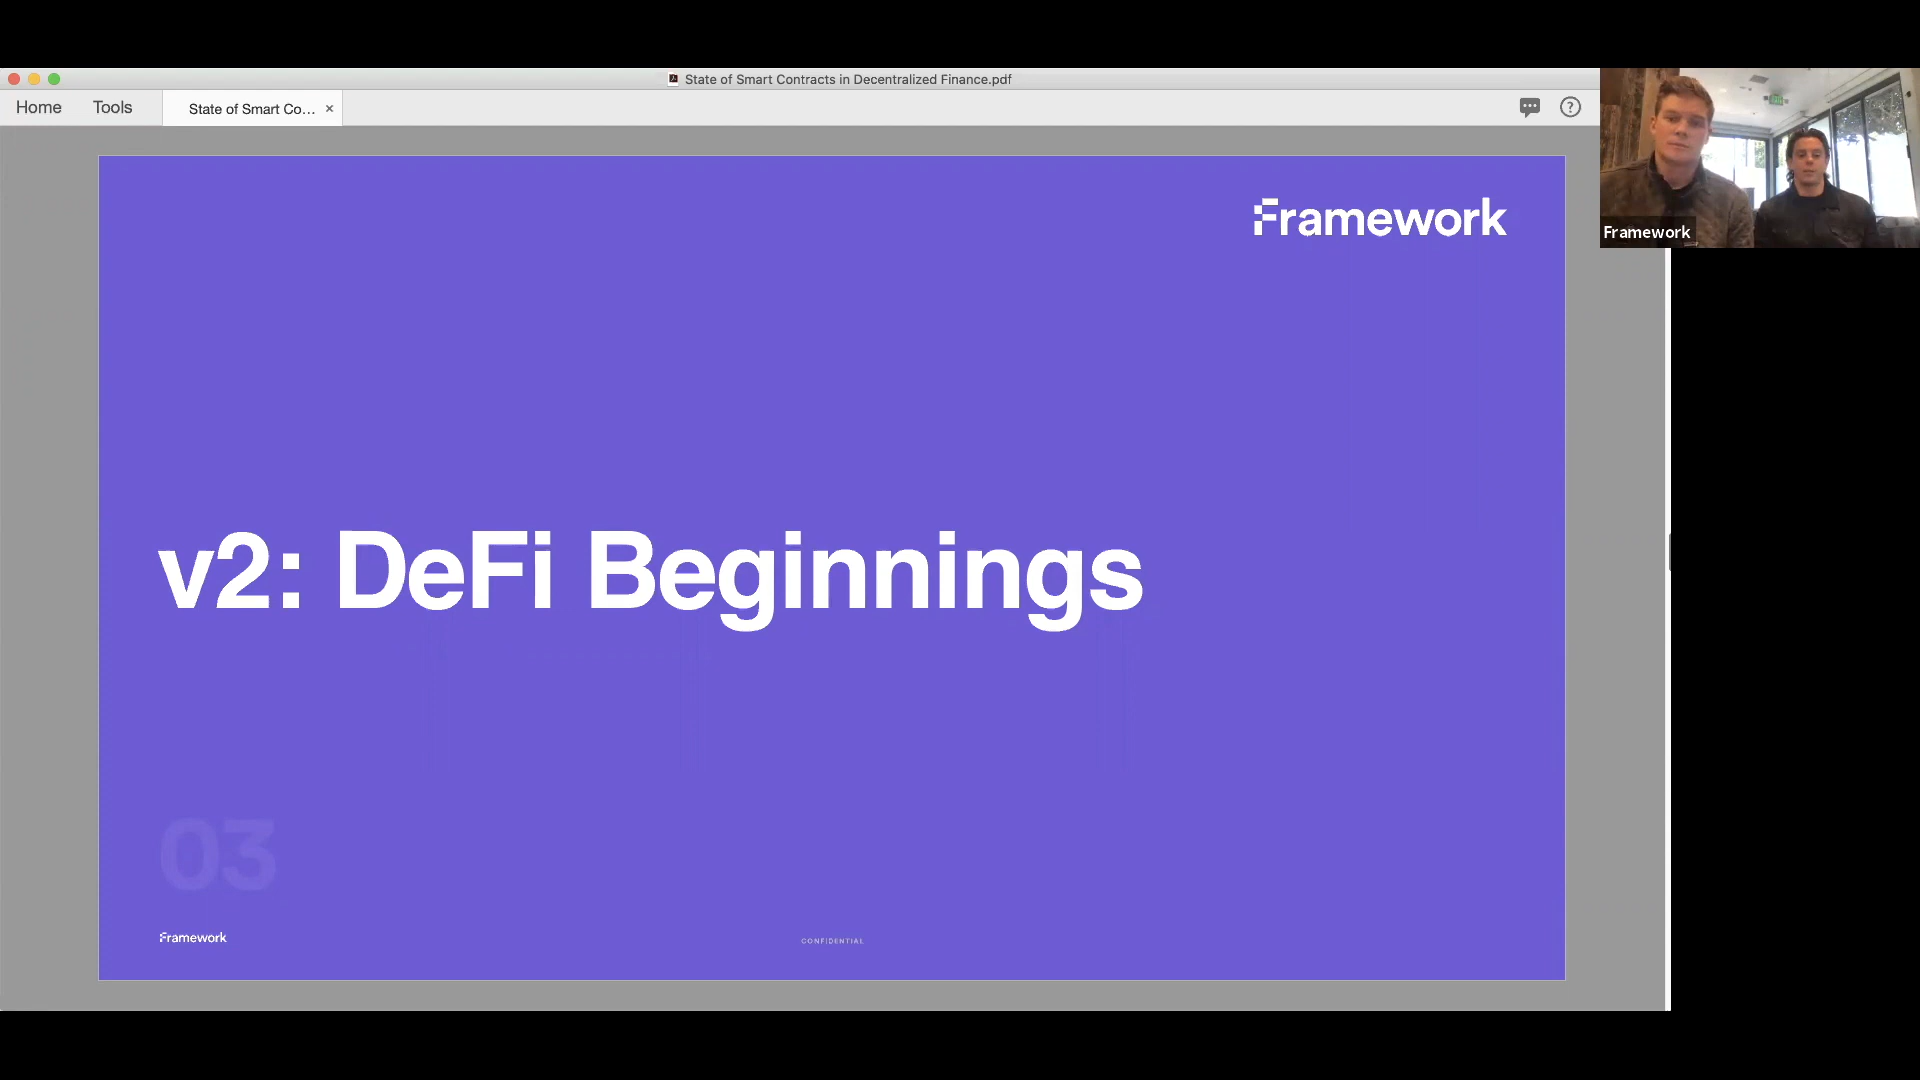 State of Smart Contracts in Decentralized Finance.pdf
Home Tools State of Smart Co... ×
?
Framework
Framework
v2: DeFi Beginnings
03
Framework
CONFIDENTIAL